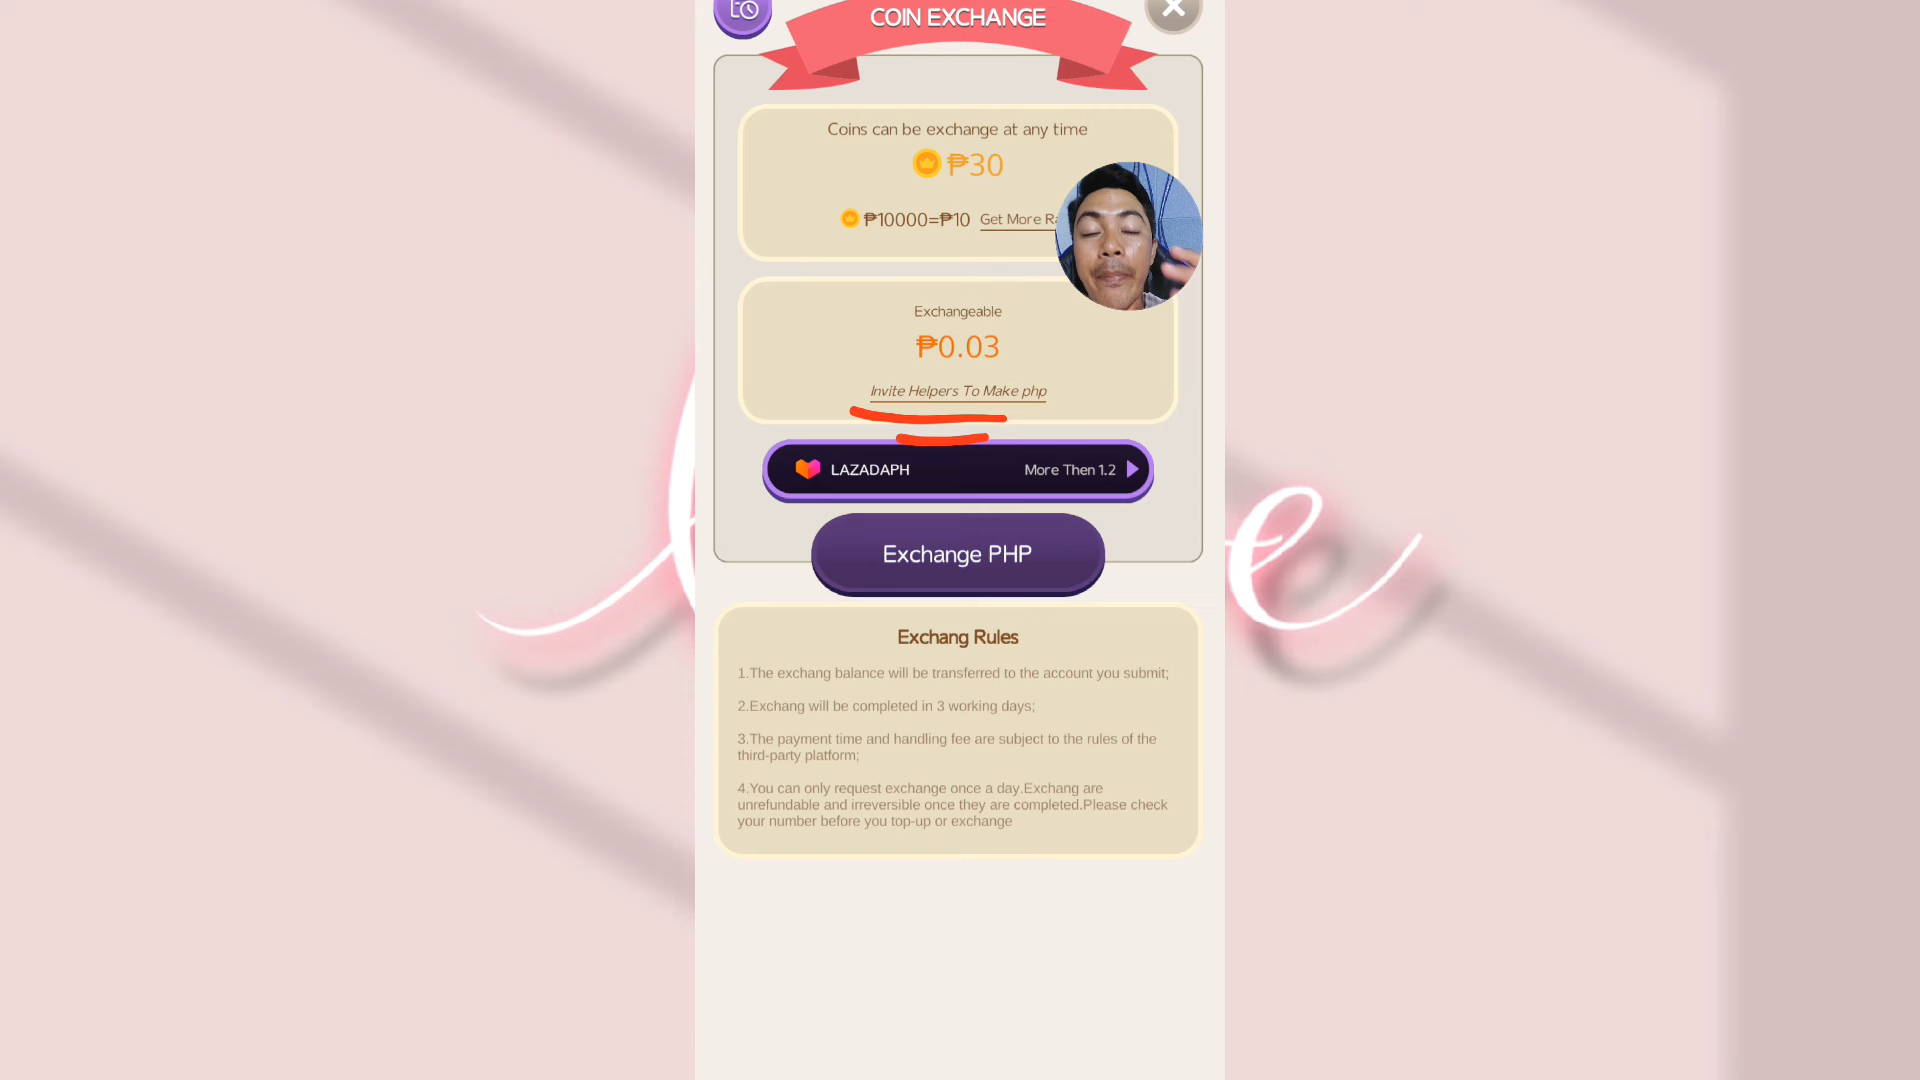 COIN EXCHANGE
Coins can be exchange at any time
₱30
₱10000=₱10 Get More
Exchangeable
₱0.03
Invite Helpers To Make php
LAZADAPH More Then 1.2
Exchange PHP
Exchang Rules
1.The exchang balance will be transferred to the account you submit;
2.Exchang will be completed in 3 working days;
3.The payment time and handling fee are subject to the rules of the
third-party platform;
4.You can only request exchange once a day.Exchang are
unrefundable and irreversible once they are completed.Please check
your number before you top-up or exchange